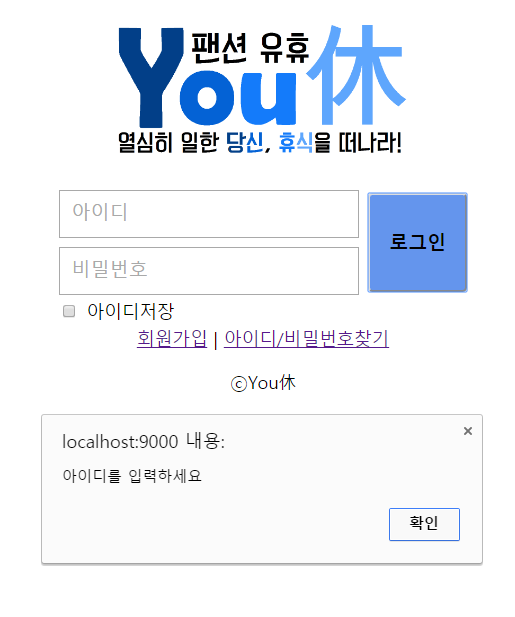 팬션 유휴
You休
열심히 일한 당신, 휴식을 떠나라!
아이디
로그인
비밀번호
아이디저장
회원가입 | 아이디/비밀번호찾기
ⓒYou休
localhost:9000 내용:
×
아이디를 입력하세요
확인